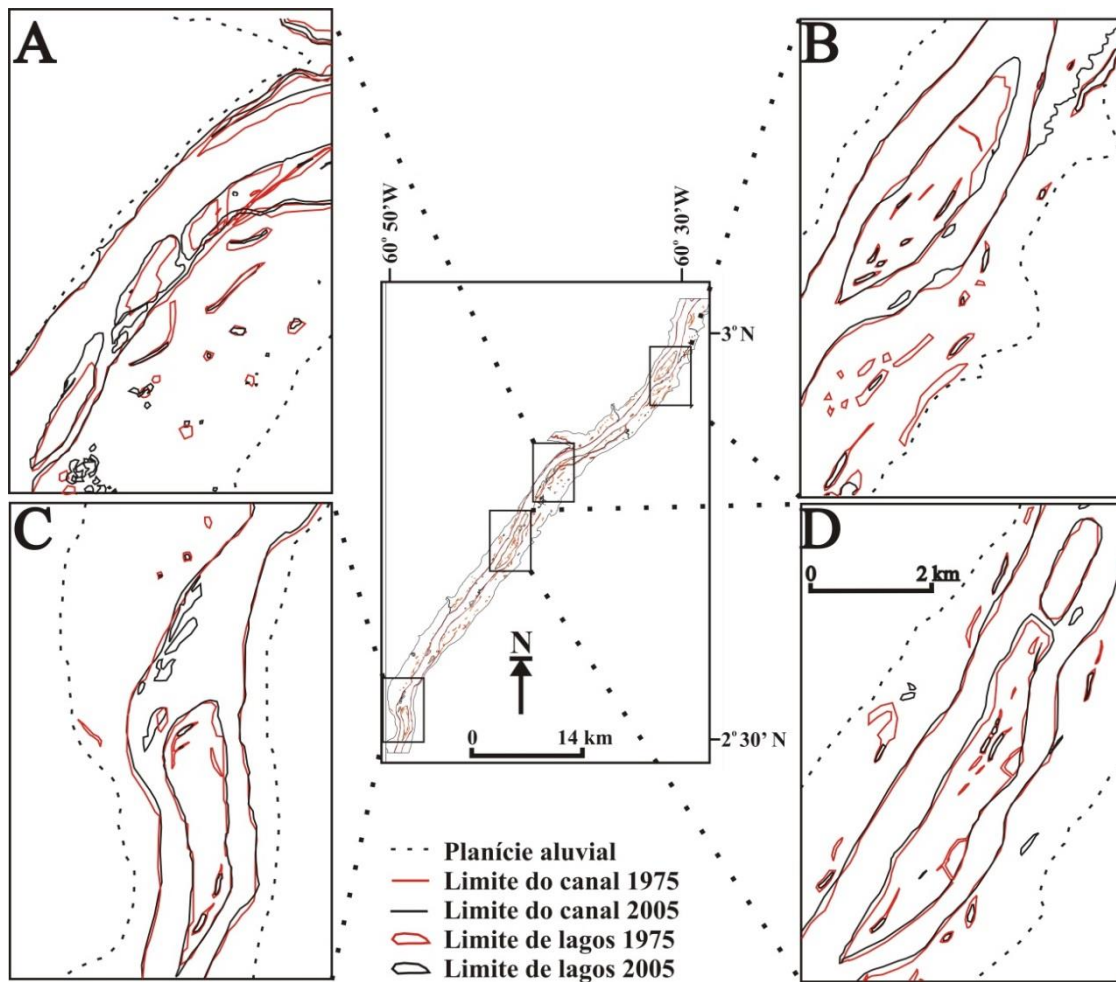 A
B
60° 50' W
60° 30' W
3° N
C
D
0 2 km
N
0 14 km
2° 30' N
Planície aluvial
Limite do canal 1975
Limite do canal 2005
Limite de lagos 1975
Limite de lagos 2005